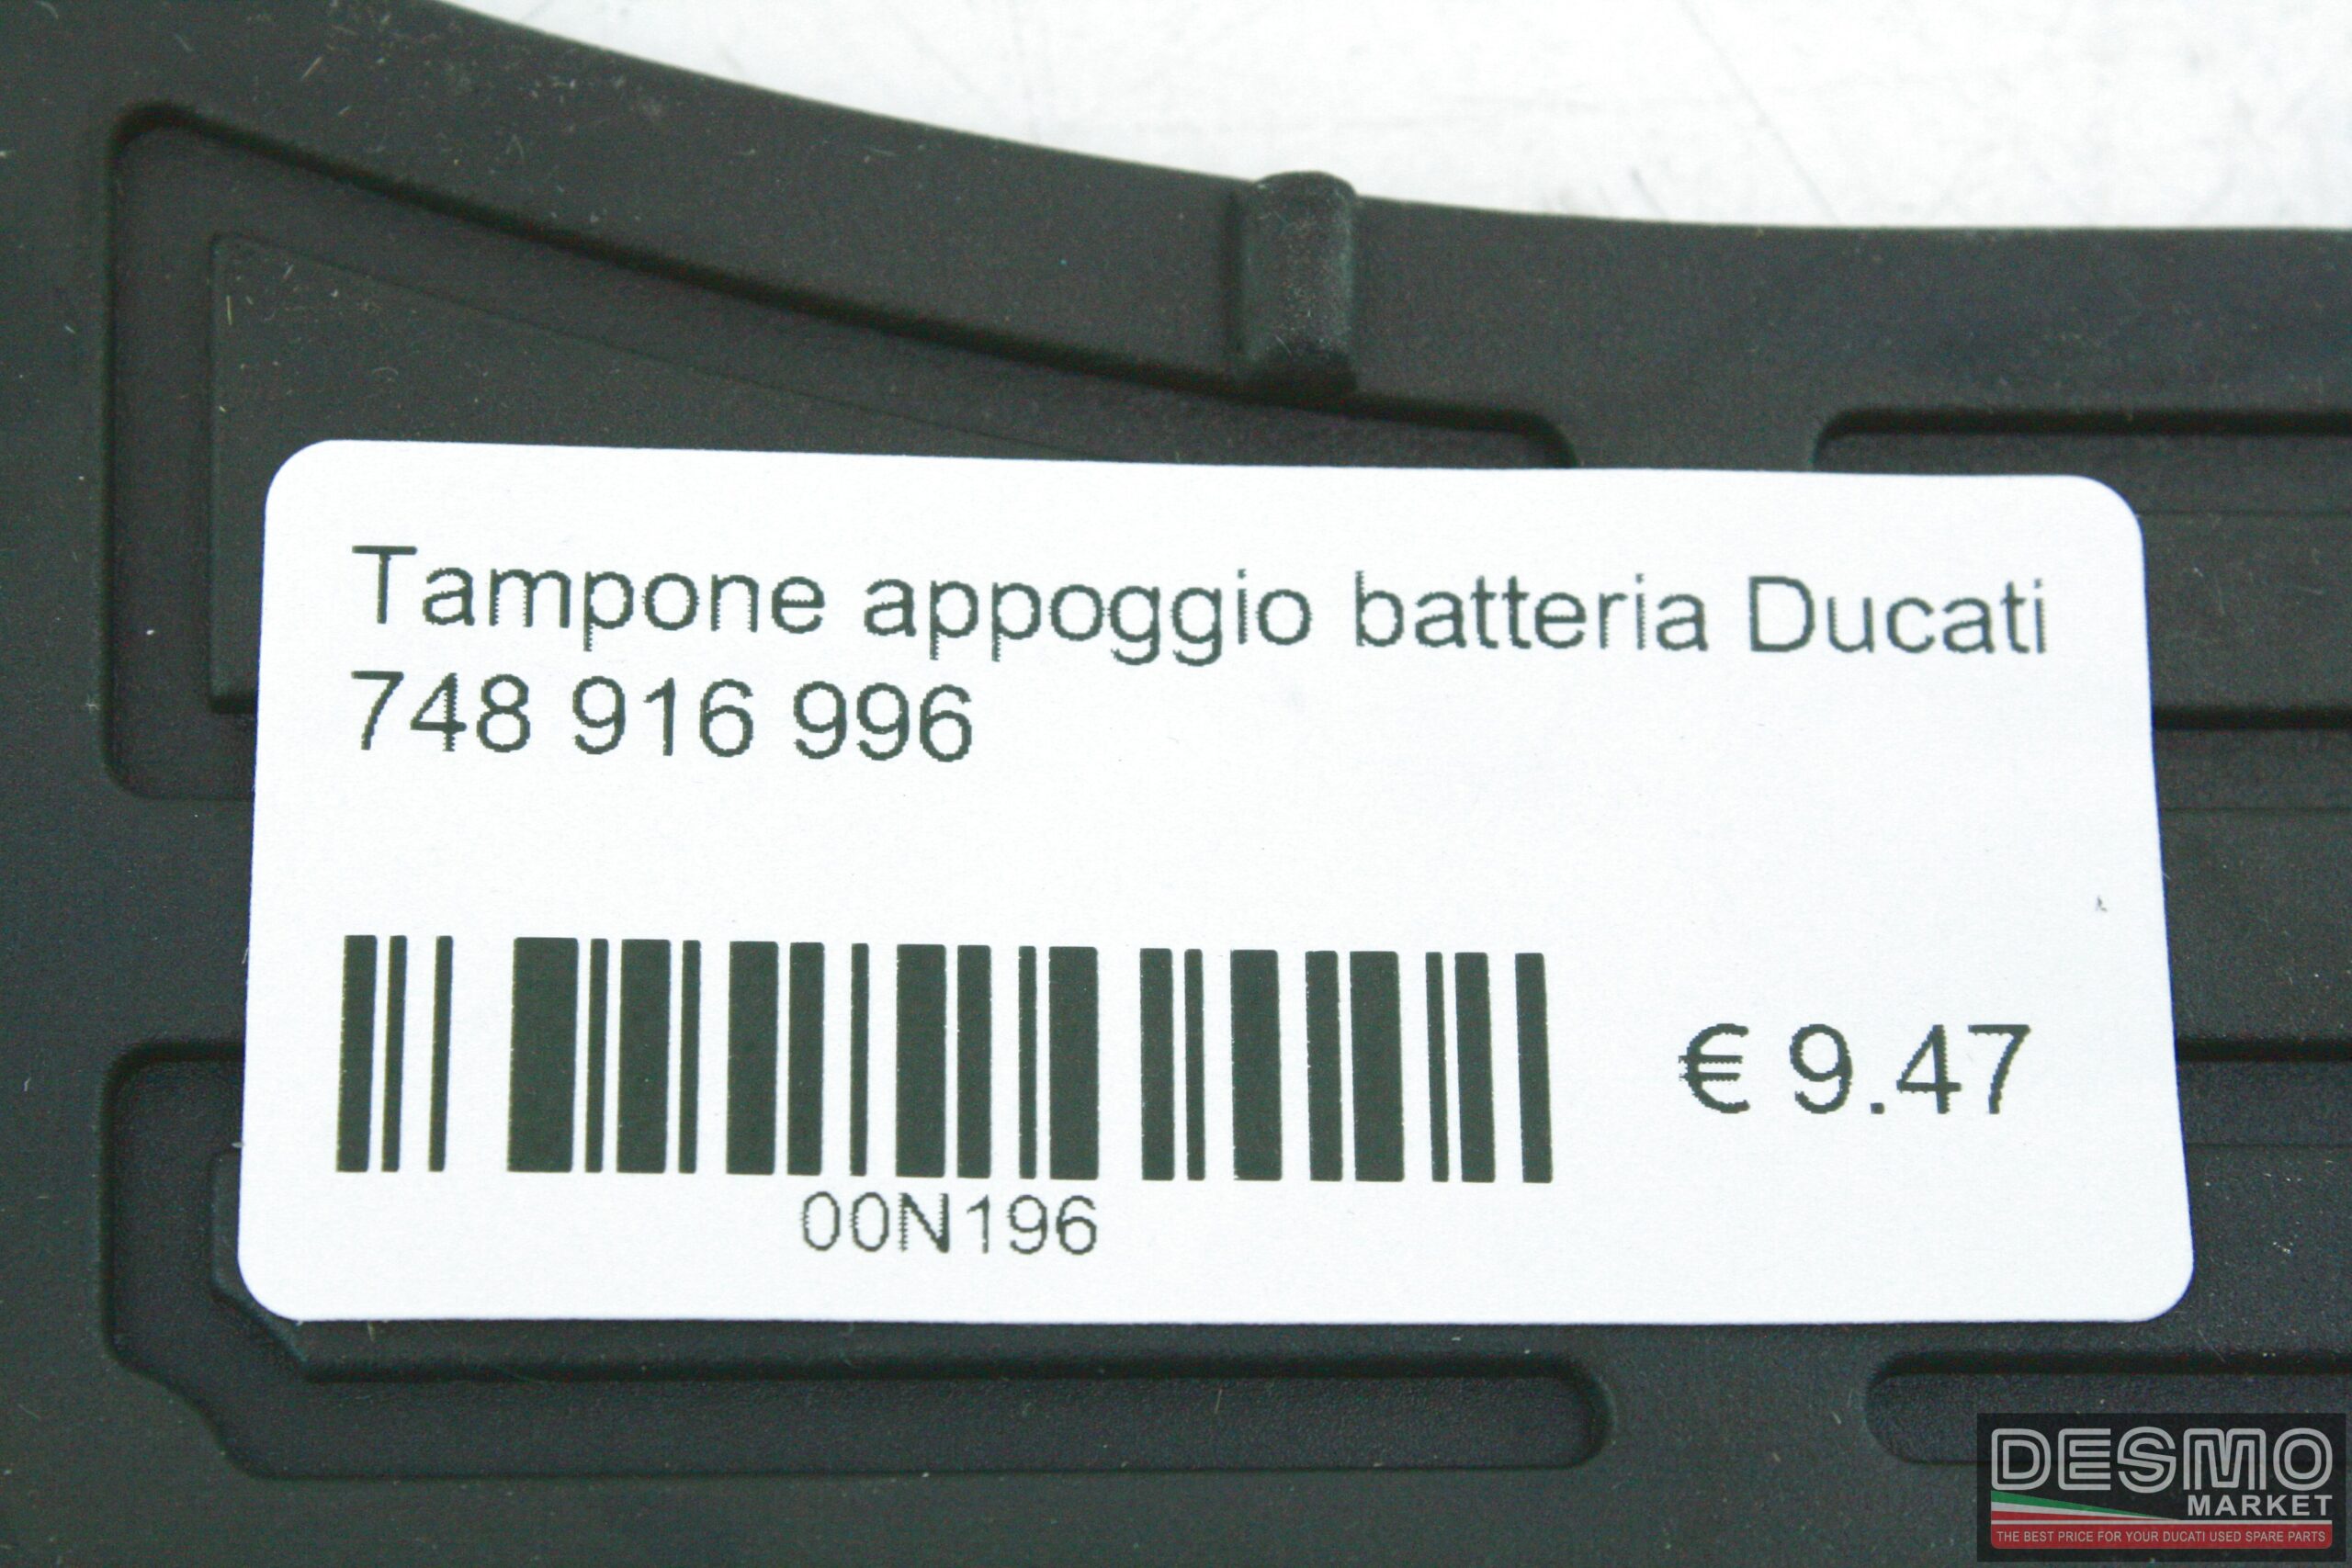 Tampone appoggio batteria Ducati
748 916 996
€ 9.47
00N196
DESMO
MARKET
THE BEST PRICE FOR YOUR DUCATI USED SPARE PARTS